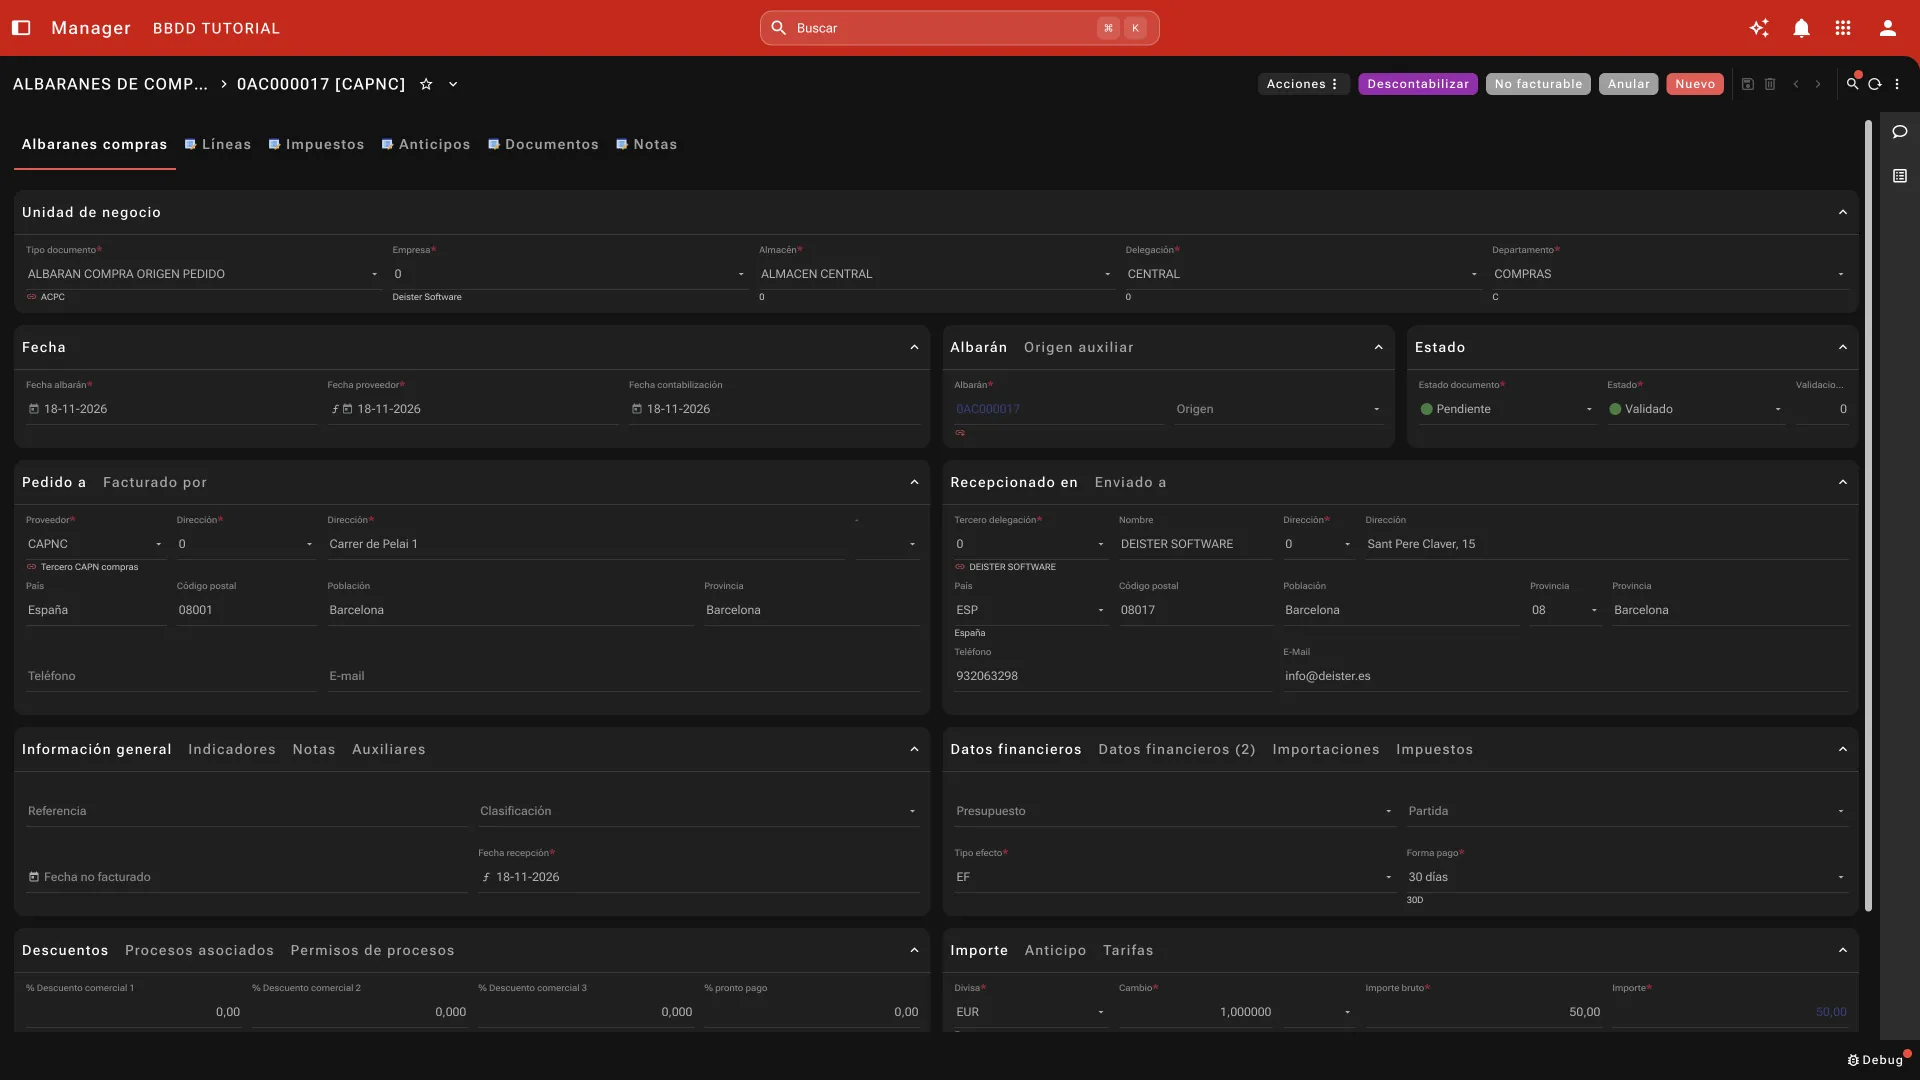 Manager BBDD TUTORIAL Buscar ⌘ K
ALBARANES DE COMP... › 0AC000017 [CAPNC] Acciones Descontabilizar No facturable Anular Nuevo
Albaranes compras Líneas Impuestos Anticipos Documentos Notas
Unidad de negocio
Tipo documento* Empresa* Almacén* Delegación* Departamento*
ALBARAN COMPRA ORIGEN PEDIDO 0 ALMACEN CENTRAL CENTRAL COMPRAS
ACPC Deister Software 0 0 C
Fecha
Fecha albarán* Fecha proveedor* Fecha contabilización
18-11-2026 18-11-2026 18-11-2026
Albarán Origen auxiliar
Albarán*
0AC000017 Origen
Estado
Estado documento* Estado* Validacio...
Pendiente Validado 0
Pedido a Facturado por
Proveedor* Dirección* Dirección* -
CAPNC 0 Carrer de Pelai 1
Tercero CAPN compras
País Código postal Población Provincia
España 08001 Barcelona Barcelona
Teléfono E-mail
Recepcionado en Enviado a
Tercero delegación* Nombre Dirección* Dirección
0 DEISTER SOFTWARE 0 Sant Pere Claver, 15
DEISTER SOFTWARE
País Código postal Población Provincia Provincia
ESP 08017 Barcelona 08 Barcelona
España
Teléfono E-Mail
932063298 info@deister.es
Información general Indicadores Notas Auxiliares
Referencia Clasificación
Fecha recepción*
Fecha no facturado 18-11-2026
Datos financieros Datos financieros (2) Importaciones Impuestos
Presupuesto Partida
Tipo efecto* Forma pago*
EF 30 días
30D
Descuentos Procesos asociados Permisos de procesos
% Descuento comercial 1 % Descuento comercial 2 % Descuento comercial 3 % pronto pago
0,00 0,000 0,000 0,00
Importe Anticipo Tarifas
Divisa* Cambio* Importe bruto* Importe*
EUR 1,000000 50,00 50,00
Debug